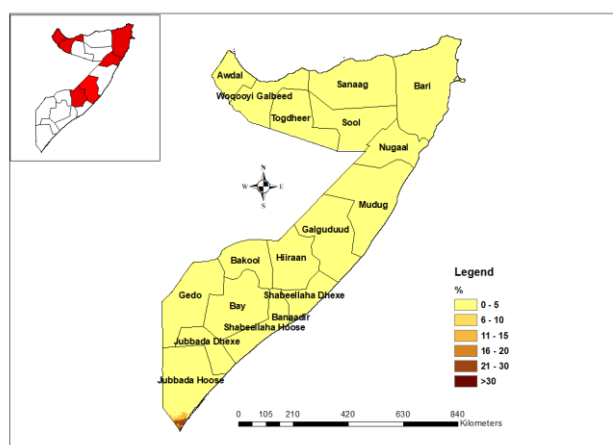 Awdal
Sanaag
Bari
Woqooyi Galbeed
Togdheer
Sool
Nugaal
N
W E
S
Mudug
Galguduud
Bakool
Hiiraan
Gedo
Shabeellaha Dhexe
Bay
Banaadir
Shabeellaha Hoose
Jubbada Dhexe
Jubbada Hoose
Legend
%
0 - 5
6 - 10
11 - 15
16 - 20
21 - 30
>30
0 105 210 420 630 840
Kilometers